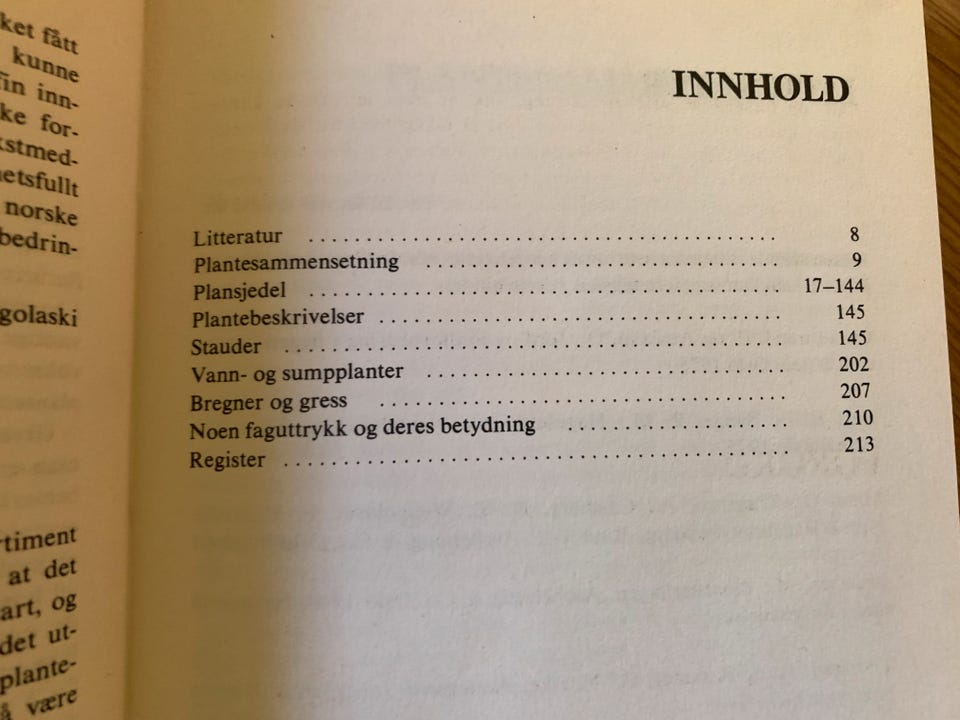 ket fått
kunne
fin inn-
ke for-
kstmed-
etsfullt
norske
bedrin-
golaski
timent
at det
art, og
det ut-
plante-
å være
INNHOLD
Litteratur .......... 8
Plantesammensetning .......... 9
Plansjedel .......... 17–144
Plantebeskrivelser .......... 145
Stauder .......... 145
Vann- og sumpplanter .......... 202
Bregner og gress .......... 207
Noen faguttrykk og deres betydning .......... 210
Register .......... 213